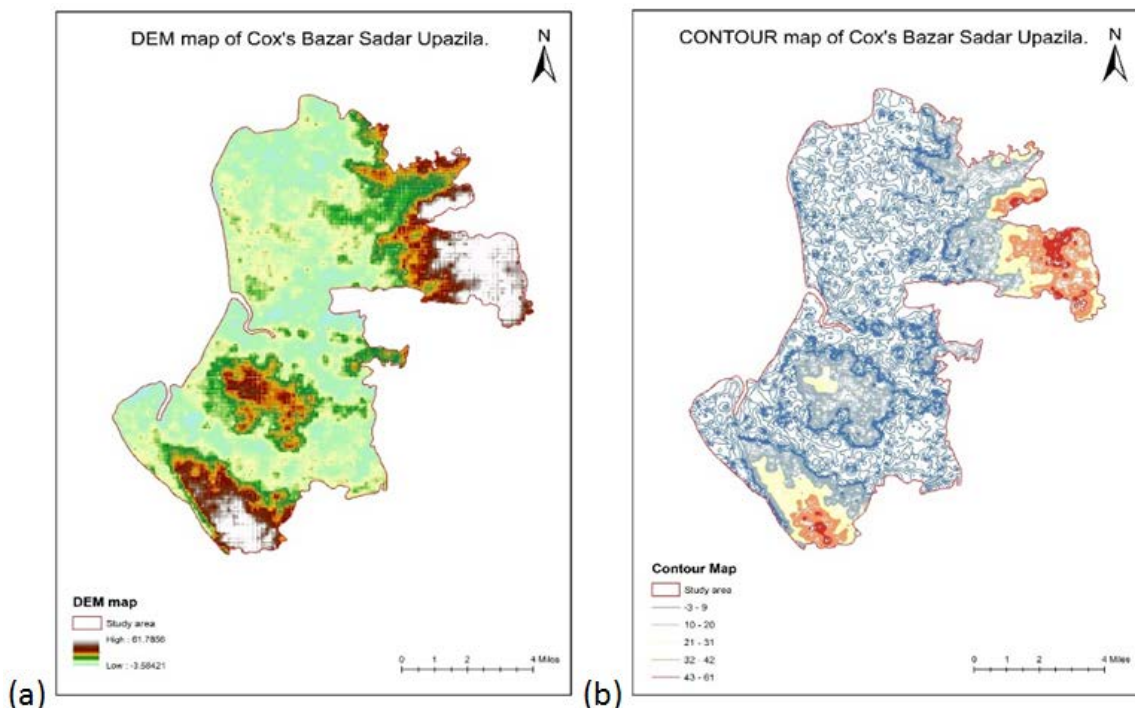 DEM map of Cox's Bazar Sadar Upazila.
N
DEM map
Study area
High : 61.7856
Low : -3.58421
0 1 2 4 Miles
(a)
CONTOUR map of Cox's Bazar Sadar Upazila.
N
Contour Map
Study area
-3 - 9
10 - 20
21 - 31
32 - 42
43 - 61
0 1 2 4 Miles
(b)